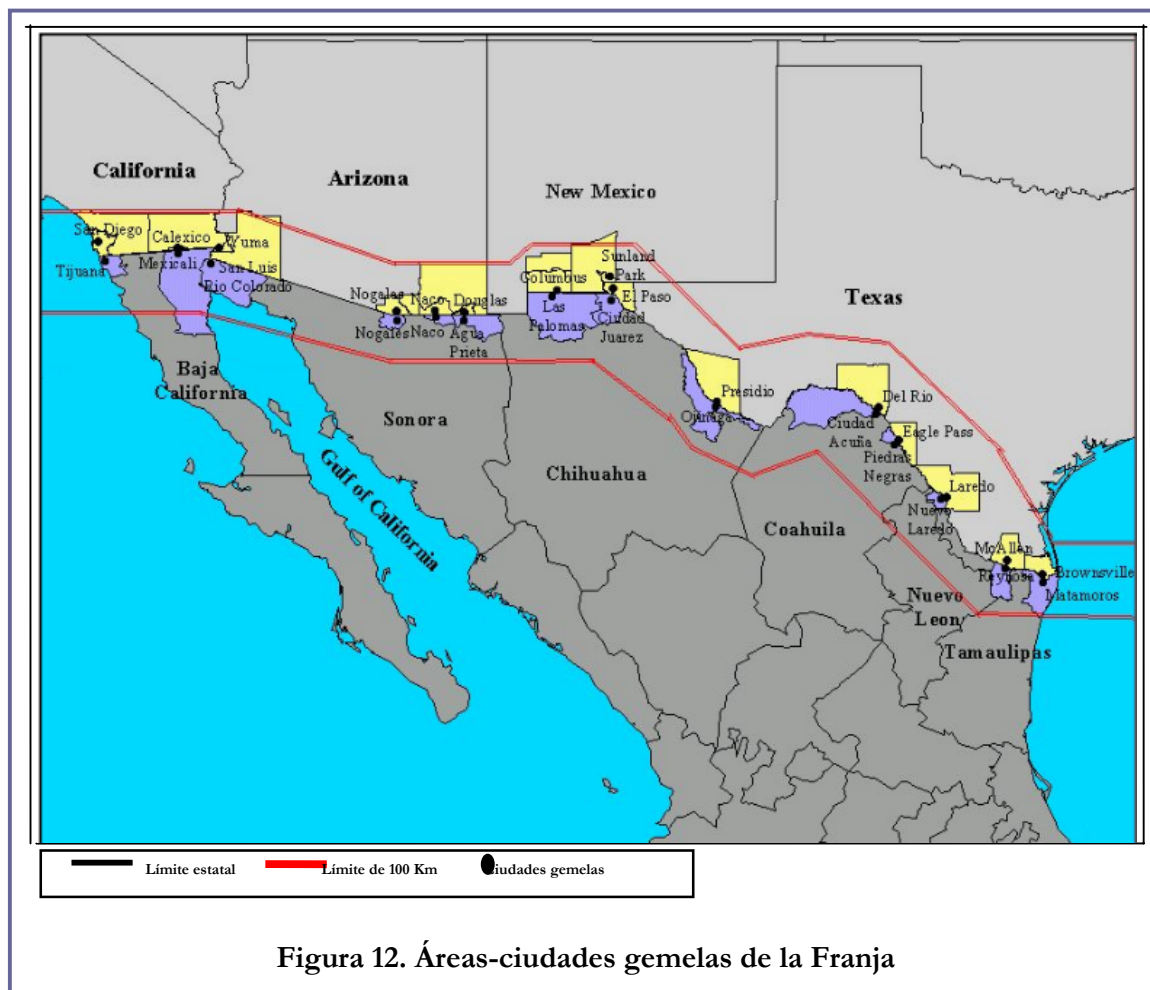 California
Arizona
New Mexico
Texas
San Diego
Calexico
Yuma
Tijuana
Mexicali
San Luis
Rio Colorado
Sunland
Park
Columbus
El Paso
Las
Palomas
Ciudad
Juarez
Nogales
Naco
Douglas
Nogales
Naco
Agua
Prieta
Presidio
Ojinaga
Del Rio
Ciudad
Acuña
Eagle Pass
Piedras
Negras
Laredo
Nuevo
Laredo
McAllen
Reynosa
Brownsville
Matamoros
Baja
California
Sonora
Chihuahua
Coahuila
Nuevo
Leon
Tamaulipas
Gulf of California
Límite estatal
Límite de 100 Km
Ciudades gemelas
Figura 12. Áreas-ciudades gemelas de la Franja